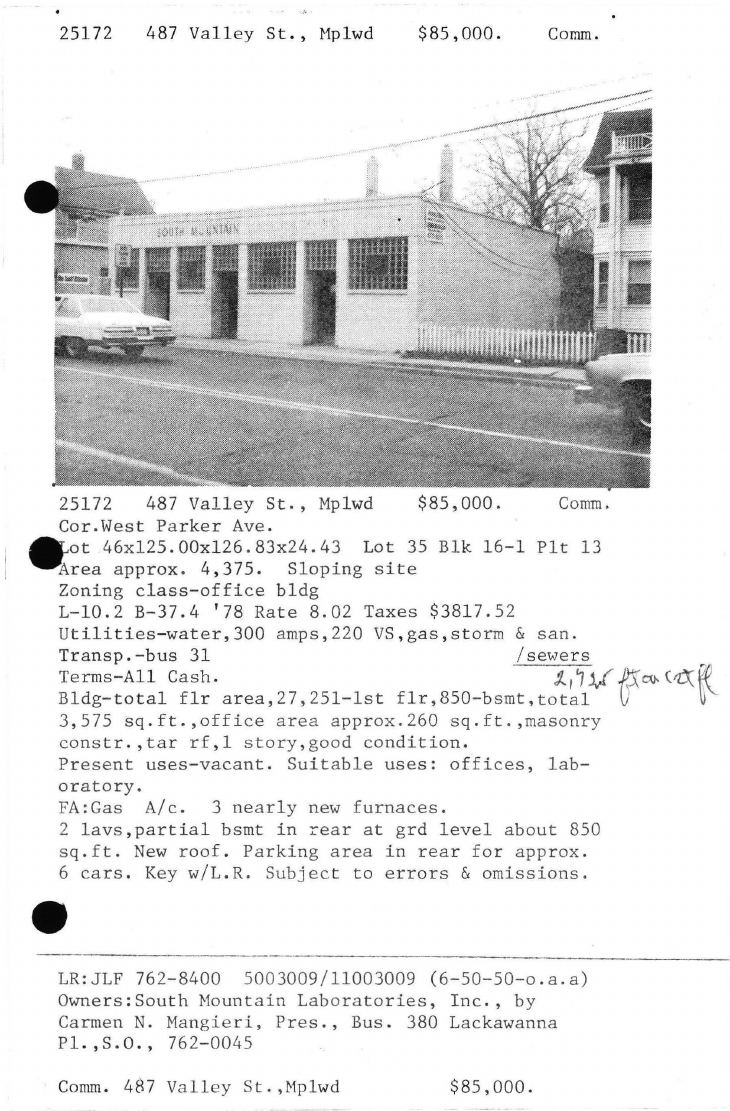 25172 487 Valley St., Mplwd $85,000. Comm.
SOUTH MOUNTAIN
25172 487 Valley St., Mplwd $85,000. Comm.
Cor.West Parker Ave.
Lot 46x125.00x126.83x24.43 Lot 35 Blk 16-1 Plt 13
Area approx. 4,375. Sloping site
Zoning class-office bldg
L-10.2 B-37.4 '78 Rate 8.02 Taxes $3817.52
Utilities-water,300 amps,220 VS,gas,storm & san.
Transp.-bus 31 /sewers
Terms-All Cash. 2,725 ft on 1st fl
Bldg-total flr area,27,251-1st flr,850-bsmt,total
3,575 sq.ft.,office area approx.260 sq.ft.,masonry
constr.,tar rf,1 story,good condition.
Present uses-vacant. Suitable uses: offices, lab-
oratory.
FA:Gas A/c. 3 nearly new furnaces.
2 lavs,partial bsmt in rear at grd level about 850
sq.ft. New roof. Parking area in rear for approx.
6 cars. Key w/L.R. Subject to errors & omissions.
LR:JLF 762-8400 5003009/11003009 (6-50-50-o.a.a)
Owners:South Mountain Laboratories, Inc., by
Carmen N. Mangieri, Pres., Bus. 380 Lackawanna
Pl.,S.O., 762-0045
Comm. 487 Valley St.,Mplwd $85,000.